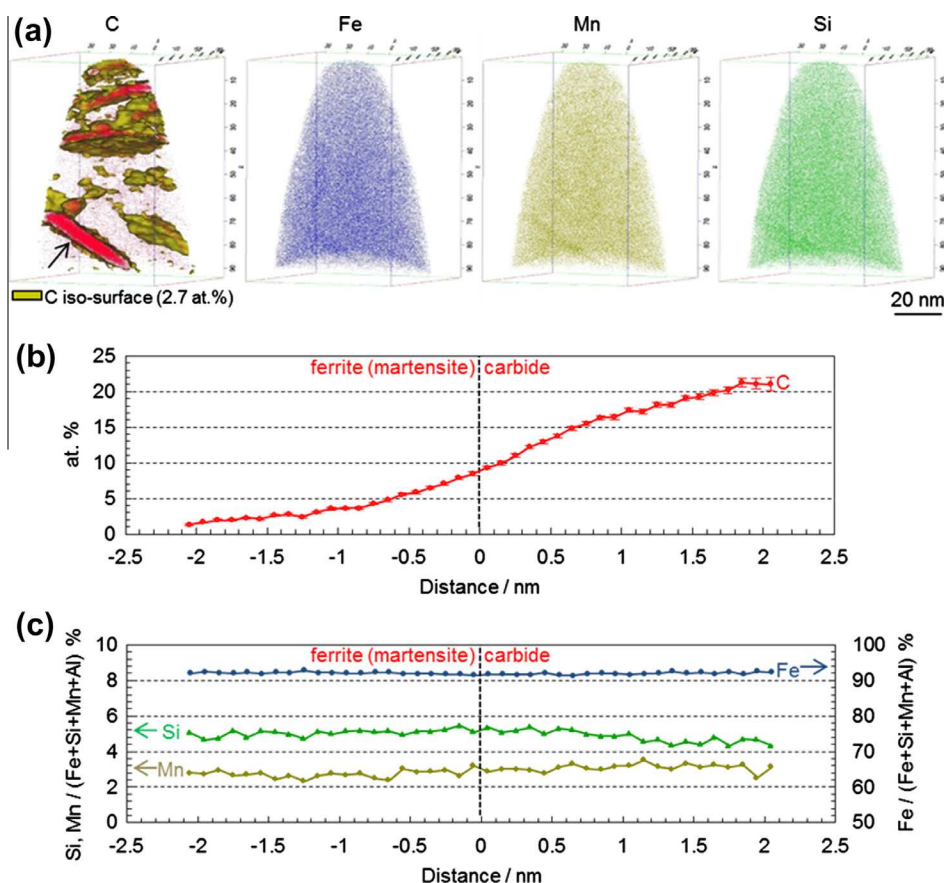 (a)
C Fe Mn Si
C iso-surface (2.7 at.%)
20 nm
(b)
25
20
15
10
5
0
at. %
ferrite (martensite) carbide
C
-2.5 -2 -1.5 -1 -0.5 0 0.5 1 1.5 2 2.5
Distance / nm
(c)
10
8
6
4
2
0
Si, Mn / (Fe+Si+Mn+Al) %
ferrite (martensite) carbide
Fe
Si
Mn
100
90
80
70
60
50
Fe / (Fe+Si+Mn+Al) %
-2.5 -2 -1.5 -1 -0.5 0 0.5 1 1.5 2 2.5
Distance / nm